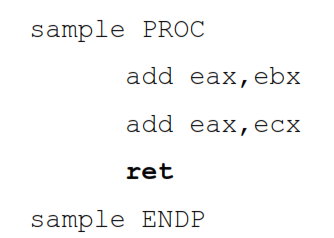 sample PROC
add eax,ebx
add eax,ecx
ret
sample ENDP